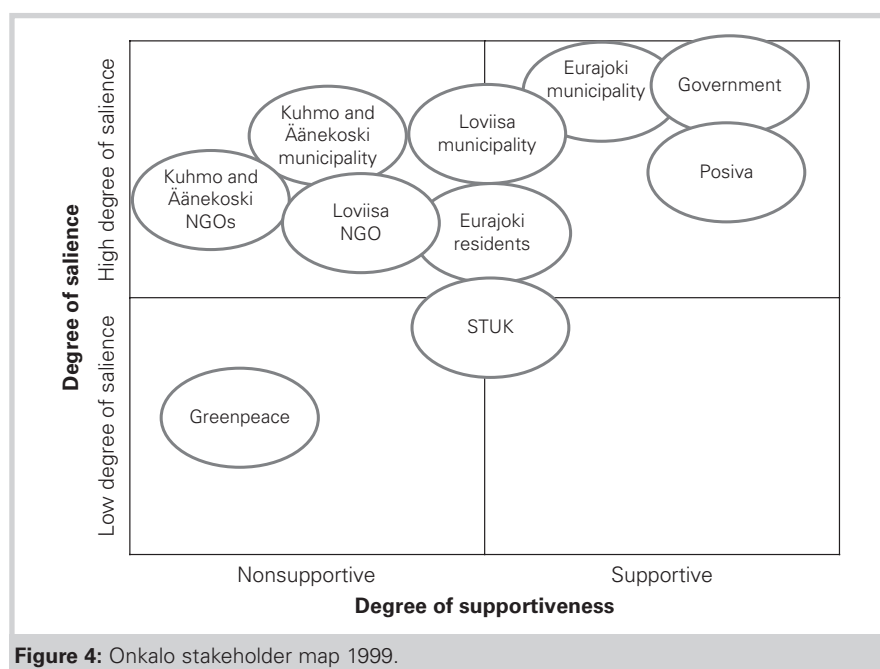 Degree of salience
High degree of salience
Low degree of salience
Eurajoki
municipality
Government
Kuhmo and
Äänekoski
municipality
Loviisa
municipality
Posiva
Kuhmo and
Äänekoski
NGOs
Loviisa
NGO
Eurajoki
residents
STUK
Greenpeace
Nonsupportive
Supportive
Degree of supportiveness
Figure 4: Onkalo stakeholder map 1999.